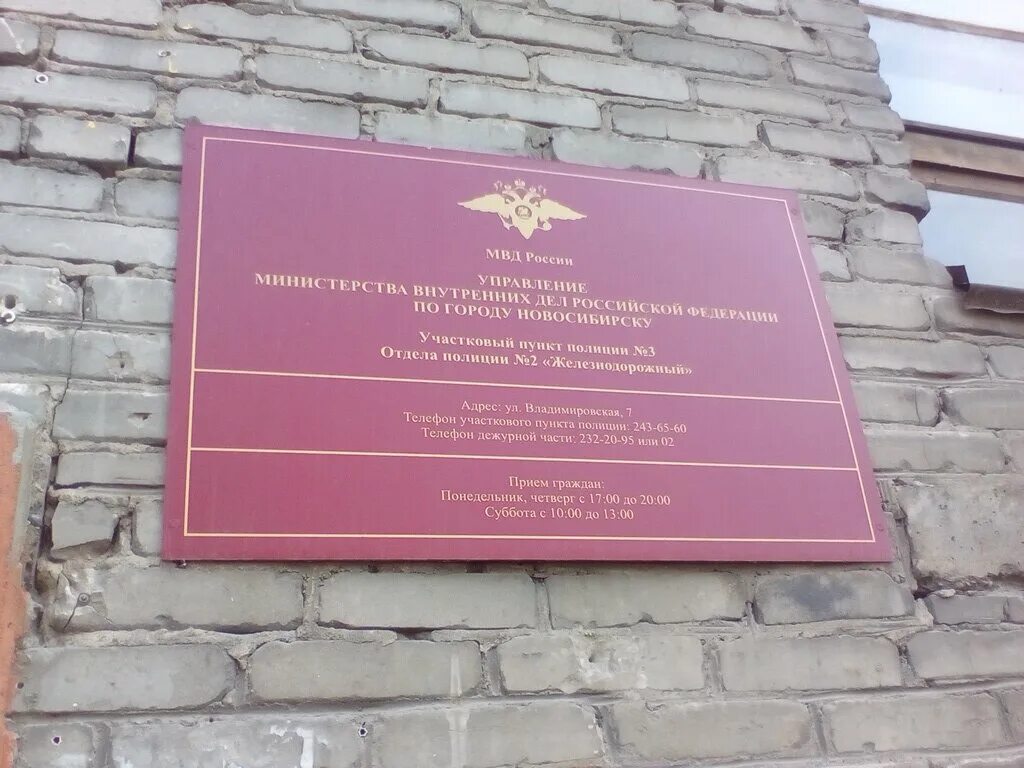 МВД России
УПРАВЛЕНИЕ
МИНИСТЕРСТВА ВНУТРЕННИХ ДЕЛ РОССИЙСКОЙ ФЕДЕРАЦИИ
ПО ГОРОДУ НОВОСИБИРСКУ
Участковый пункт полиции №3
Отдела полиции №2 «Железнодорожный»
Адрес: ул. Владимировская, 7
Телефон участкового пункта полиции: 243-65-60
Телефон дежурной части: 232-20-95 или 02
Прием граждан:
Понедельник, четверг с 17:00 до 20:00
Суббота с 10:00 до 13:00